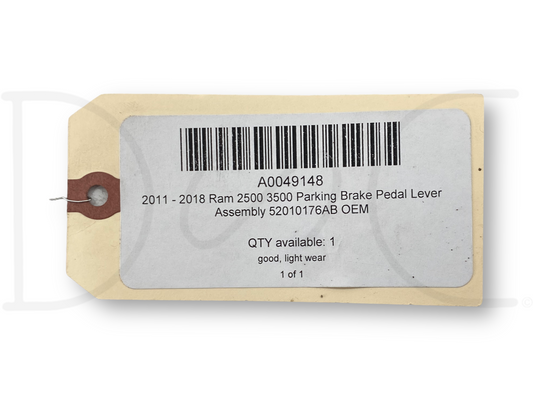 A0049148
2011 - 2018 Ram 2500 3500 Parking Brake Pedal Lever
Assembly 52010176AB OEM
QTY available: 1
good, light wear
1 of 1